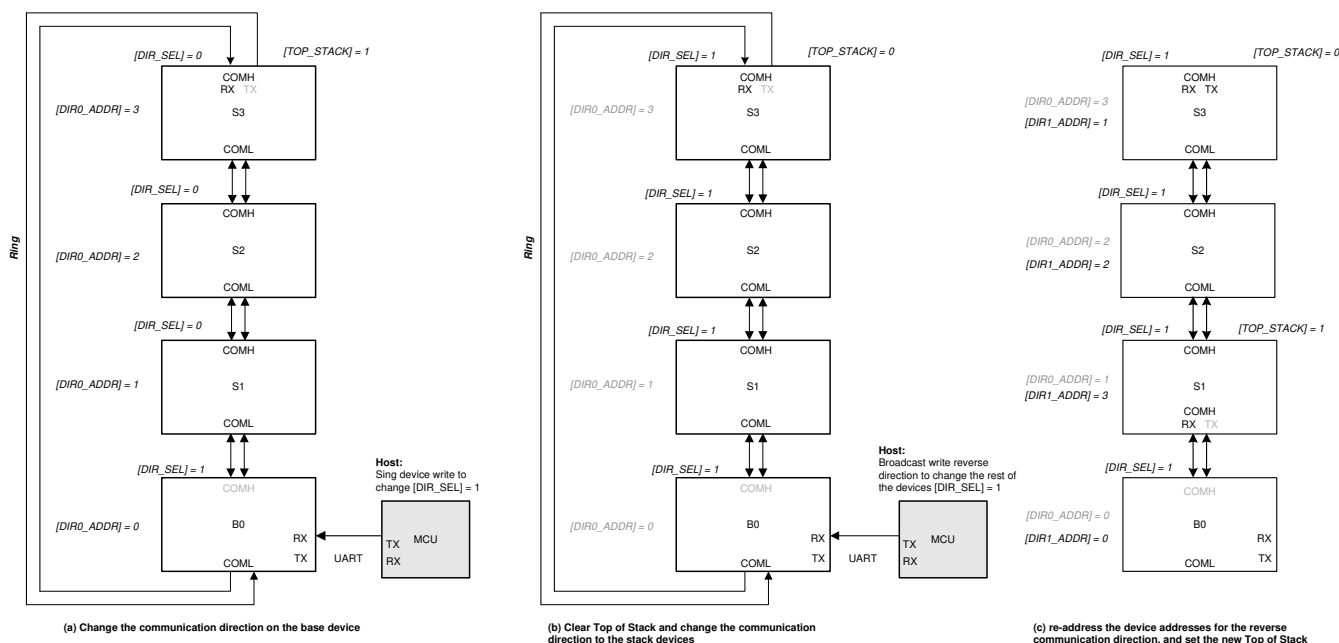 [DIR_SEL] = 0
[TOP_STACK] = 1
COMH
RX TX
[DIR0_ADDR] = 3
S3
COML
[DIR_SEL] = 0
COMH
Ring
S2
[DIR0_ADDR] = 2
COML
[DIR_SEL] = 0
COMH
[DIR0_ADDR] = 1
S1
COML
[DIR_SEL] = 1
Host:
Sing device write to
change [DIR_SEL] = 1
COMH
[DIR0_ADDR] = 0
B0
RX
TX
COML
UART
TX
RX
MCU
(a) Change the communication direction on the base device
[DIR_SEL] = 1
[TOP_STACK] = 0
COMH
RX TX
[DIR0_ADDR] = 3
S3
COML
[DIR_SEL] = 1
COMH
Ring
S2
[DIR0_ADDR] = 2
COML
[DIR_SEL] = 1
COMH
[DIR0_ADDR] = 1
S1
COML
[DIR_SEL] = 1
Host:
Broadcast write reverse
direction to change the rest of
the devices [DIR_SEL] = 1
COMH
[DIR0_ADDR] = 0
B0
RX
TX
COML
UART
TX
RX
MCU
(b) Clear Top of Stack and change the communication
direction to the stack devices
[DIR_SEL] = 1
[TOP_STACK] = 0
COMH
RX TX
[DIR0_ADDR] = 3
[DIR1_ADDR] = 1
S3
COML
[DIR_SEL] = 1
COMH
[DIR0_ADDR] = 2
[DIR1_ADDR] = 2
S2
COML
[DIR_SEL] = 1
[TOP_STACK] = 1
COMH
[DIR0_ADDR] = 1
[DIR1_ADDR] = 3
S1
COMH
RX TX
[DIR_SEL] = 1
COMH
[DIR0_ADDR] = 0
[DIR1_ADDR] = 0
B0
RX
TX
COML
(c) re-address the device addresses for the reverse
communication direction, and set the new Top of Stack